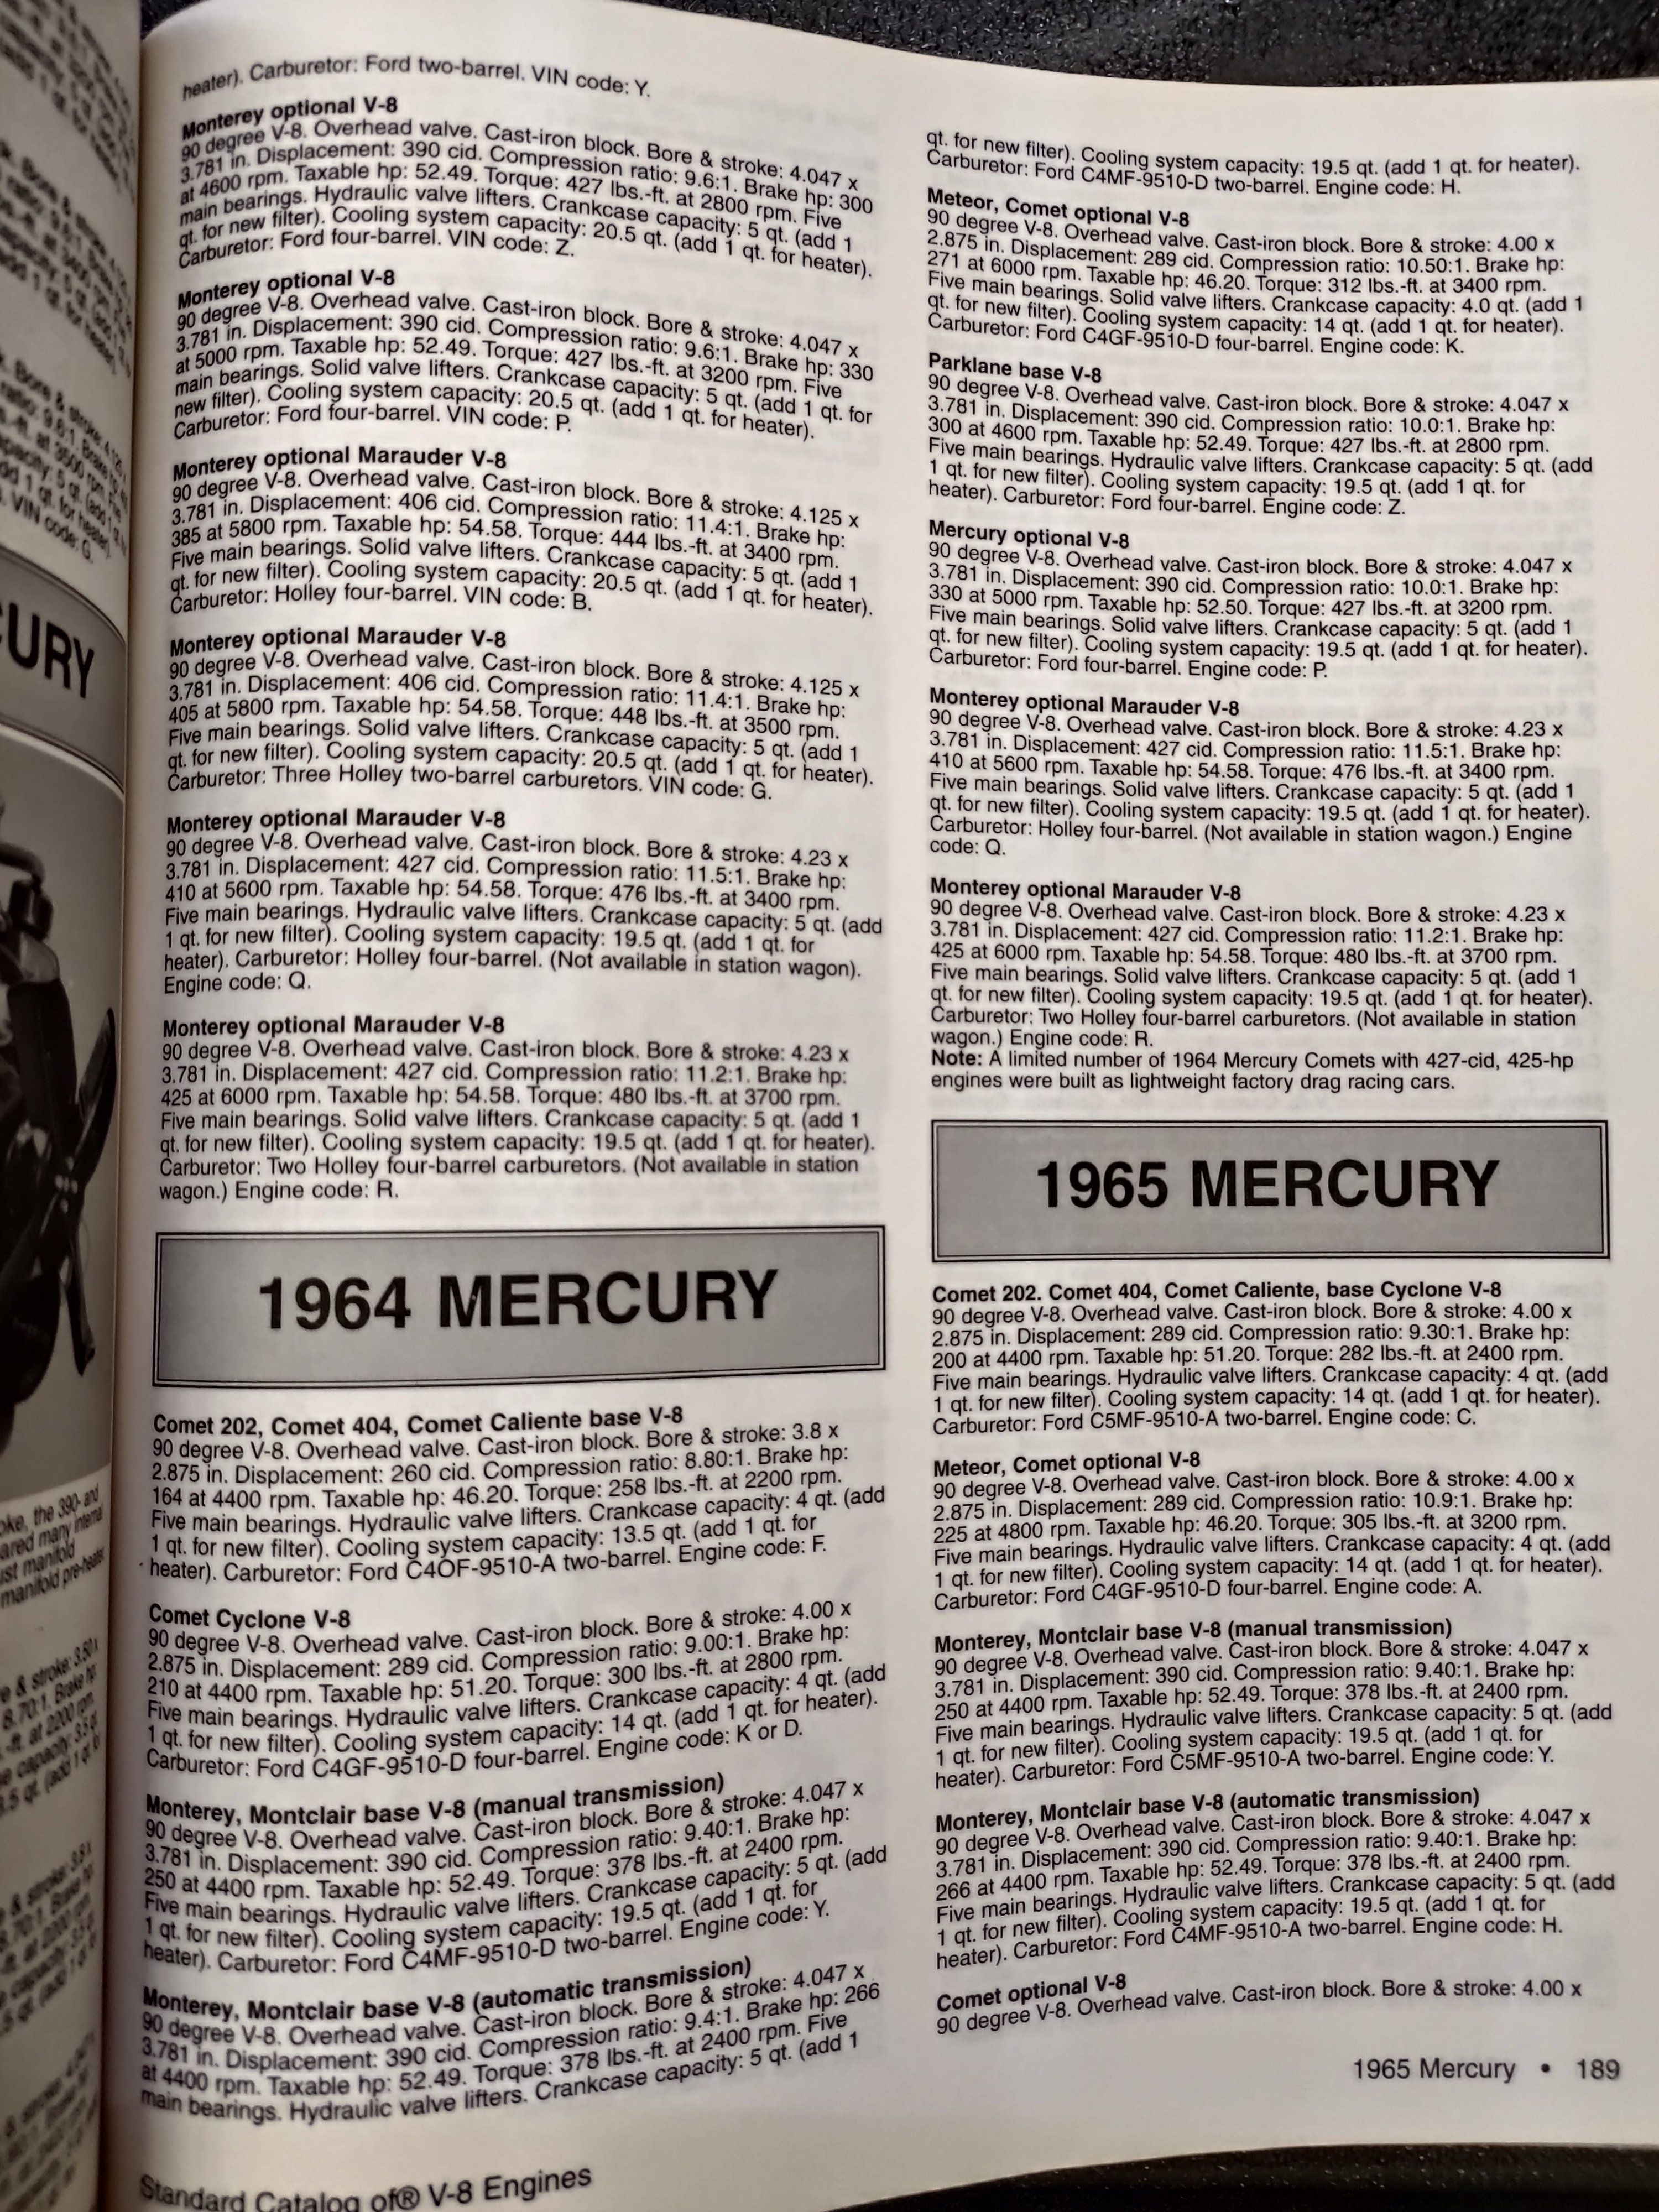 heater). Carburetor: Ford two-barrel. VIN code: Y.
Monterey optional V-8
90 degree V-8. Overhead valve. Cast-iron block. Bore & stroke: 4.047 x
3.781 in. Displacement: 390 cid. Compression ratio: 9.6:1. Brake hp: 300
at 4600 rpm. Taxable hp: 52.49. Torque: 427 lbs.-ft. at 2800 rpm. Five
main bearings. Hydraulic valve lifters. Crankcase capacity: 5 qt. (add 1
qt. for new filter). Cooling system capacity: 20.5 qt. (add 1 qt. for heater).
Carburetor: Ford four-barrel. VIN code: Z.
Monterey optional V-8
90 degree V-8. Overhead valve. Cast-iron block. Bore & stroke: 4.047 x
3.781 in. Displacement: 390 cid. Compression ratio: 9.6:1. Brake hp: 330
at 5000 rpm. Taxable hp: 52.49. Torque: 427 lbs.-ft. at 3200 rpm. Five
main bearings. Solid valve lifters. Crankcase capacity: 5 qt. (add 1 qt. for
new filter). Cooling system capacity: 20.5 qt. (add 1 qt. for heater).
Carburetor: Ford four-barrel. VIN code: P.
Monterey optional Marauder V-8
90 degree V-8. Overhead valve. Cast-iron block. Bore & stroke: 4.125 x
3.781 in. Displacement: 406 cid. Compression ratio: 11.4:1. Brake hp:
385 at 5800 rpm. Taxable hp: 54.58. Torque: 444 lbs.-ft. at 3400 rpm.
Five main bearings. Solid valve lifters. Crankcase capacity: 5 qt. (add 1
qt. for new filter). Cooling system capacity: 20.5 qt. (add 1 qt. for heater).
Carburetor: Holley four-barrel. VIN code: B.
Monterey optional Marauder V-8
90 degree V-8. Overhead valve. Cast-iron block. Bore & stroke: 4.125 x
3.781 in. Displacement: 406 cid. Compression ratio: 11.4:1. Brake hp:
405 at 5800 rpm. Taxable hp: 54.58. Torque: 448 lbs.-ft. at 3500 rpm.
Five main bearings. Solid valve lifters. Crankcase capacity: 5 qt. (add 1
qt. for new filter). Cooling system capacity: 20.5 qt. (add 1 qt. for heater).
Carburetor: Three Holley two-barrel carburetors. VIN code: G.
Monterey optional Marauder V-8
90 degree V-8. Overhead valve. Cast-iron block. Bore & stroke: 4.23 x
3.781 in. Displacement: 427 cid. Compression ratio: 11.5:1. Brake hp:
410 at 5600 rpm. Taxable hp: 54.58. Torque: 476 lbs.-ft. at 3400 rpm.
Five main bearings. Hydraulic valve lifters. Crankcase capacity: 5 qt. (add
1 qt. for new filter). Cooling system capacity: 19.5 qt. (add 1 qt. for
heater). Carburetor: Holley four-barrel. (Not available in station wagon).
Engine code: Q.
Monterey optional Marauder V-8
90 degree V-8. Overhead valve. Cast-iron block. Bore & stroke: 4.23 x
3.781 in. Displacement: 427 cid. Compression ratio: 11.2:1. Brake hp:
425 at 6000 rpm. Taxable hp: 54.58. Torque: 480 lbs.-ft. at 3700 rpm.
Five main bearings. Solid valve lifters. Crankcase capacity: 5 qt. (add 1
qt. for new filter). Cooling system capacity: 19.5 qt. (add 1 qt. for heater).
Carburetor: Two Holley four-barrel carburetors. (Not available in station
wagon.) Engine code: R.
1964 MERCURY
Comet 202, Comet 404, Comet Caliente base V-8
90 degree V-8. Overhead valve. Cast-iron block. Bore & stroke: 3.8 x
2.875 in. Displacement: 260 cid. Compression ratio: 8.80:1. Brake hp:
164 at 4400 rpm. Taxable hp: 46.20. Torque: 258 lbs.-ft. at 2200 rpm.
Five main bearings. Hydraulic valve lifters. Crankcase capacity: 4 qt. (add
1 qt. for new filter). Cooling system capacity: 13.5 qt. (add 1 qt. for
heater). Carburetor: Ford C4OF-9510-A two-barrel. Engine code: F.
Comet Cyclone V-8
90 degree V-8. Overhead valve. Cast-iron block. Bore & stroke: 4.00 x
2.875 in. Displacement: 289 cid. Compression ratio: 9.00:1. Brake hp:
210 at 4400 rpm. Taxable hp: 51.20. Torque: 300 lbs.-ft. at 2800 rpm.
Five main bearings. Hydraulic valve lifters. Crankcase capacity: 4 qt. (add
1 qt. for new filter). Cooling system capacity: 14 qt. (add 1 qt. for heater).
Carburetor: Ford C4GF-9510-D four-barrel. Engine code: K or D.
Monterey, Montclair base V-8 (manual transmission)
90 degree V-8. Overhead valve. Cast-iron block. Bore & stroke: 4.047 x
3.781 in. Displacement: 390 cid. Compression ratio: 9.40:1. Brake hp:
250 at 4400 rpm. Taxable hp: 52.49. Torque: 378 lbs.-ft. at 2400 rpm.
Five main bearings. Hydraulic valve lifters. Crankcase capacity: 5 qt. (add
1 qt. for new filter). Cooling system capacity: 19.5 qt. (add 1 qt. for
heater). Carburetor: Ford C4MF-9510-D two-barrel. Engine code: Y.
Monterey, Montclair base V-8 (automatic transmission)
90 degree V-8. Overhead valve. Cast-iron block. Bore & stroke: 4.047 x
3.781 in. Displacement: 390 cid. Compression ratio: 9.4:1. Brake hp: 266
at 4400 rpm. Taxable hp: 52.49. Torque: 378 lbs.-ft. at 2400 rpm. Five
main bearings. Hydraulic valve lifters. Crankcase capacity: 5 qt. (add 1
Standard Catalog of® V-8 Engines
qt. for new filter). Cooling system capacity: 19.5 qt. (add 1 qt. for heater).
Carburetor: Ford C4MF-9510-D two-barrel. Engine code: H.
Meteor, Comet optional V-8
90 degree V-8. Overhead valve. Cast-iron block. Bore & stroke: 4.00 x
2.875 in. Displacement: 289 cid. Compression ratio: 10.50:1. Brake hp:
271 at 6000 rpm. Taxable hp: 46.20. Torque: 312 lbs.-ft. at 3400 rpm.
Five main bearings. Solid valve lifters. Crankcase capacity: 4.0 qt. (add 1
qt. for new filter). Cooling system capacity: 14 qt. (add 1 qt. for heater).
Carburetor: Ford C4GF-9510-D four-barrel. Engine code: K.
Parklane base V-8
90 degree V-8. Overhead valve. Cast-iron block. Bore & stroke: 4.047 x
3.781 in. Displacement: 390 cid. Compression ratio: 10.0:1. Brake hp:
300 at 4600 rpm. Taxable hp: 52.49. Torque: 427 lbs.-ft. at 2800 rpm.
Five main bearings. Hydraulic valve lifters. Crankcase capacity: 5 qt. (add
1 qt. for new filter). Cooling system capacity: 19.5 qt. (add 1 qt. for
heater). Carburetor: Ford four-barrel. Engine code: Z.
Mercury optional V-8
90 degree V-8. Overhead valve. Cast-iron block. Bore & stroke: 4.047 x
3.781 in. Displacement: 390 cid. Compression ratio: 10.0:1. Brake hp:
330 at 5000 rpm. Taxable hp: 52.50. Torque: 427 lbs.-ft. at 3200 rpm.
Five main bearings. Solid valve lifters. Crankcase capacity: 5 qt. (add 1
qt. for new filter). Cooling system capacity: 19.5 qt. (add 1 qt. for heater).
Carburetor: Ford four-barrel. Engine code: P.
Monterey optional Marauder V-8
90 degree V-8. Overhead valve. Cast-iron block. Bore & stroke: 4.23 x
3.781 in. Displacement: 427 cid. Compression ratio: 11.5:1. Brake hp:
410 at 5600 rpm. Taxable hp: 54.58. Torque: 476 lbs.-ft. at 3400 rpm.
Five main bearings. Solid valve lifters. Crankcase capacity: 5 qt. (add 1
qt. for new filter). Cooling system capacity: 19.5 qt. (add 1 qt. for heater).
Carburetor: Holley four-barrel. (Not available in station wagon.) Engine
code: Q.
Monterey optional Marauder V-8
90 degree V-8. Overhead valve. Cast-iron block. Bore & stroke: 4.23 x
3.781 in. Displacement: 427 cid. Compression ratio: 11.2:1. Brake hp:
425 at 6000 rpm. Taxable hp: 54.58. Torque: 480 lbs.-ft. at 3700 rpm.
Five main bearings. Solid valve lifters. Crankcase capacity: 5 qt. (add 1
qt. for new filter). Cooling system capacity: 19.5 qt. (add 1 qt. for heater).
Carburetor: Two Holley four-barrel carburetors. (Not available in station
wagon.) Engine code: R.
Note: A limited number of 1964 Mercury Comets with 427-cid, 425-hp
engines were built as lightweight factory drag racing cars.
1965 MERCURY
Comet 202. Comet 404, Comet Caliente, base Cyclone V-8
90 degree V-8. Overhead valve. Cast-iron block. Bore & stroke: 4.00 x
2.875 in. Displacement: 289 cid. Compression ratio: 9.30:1. Brake hp:
200 at 4400 rpm. Taxable hp: 51.20. Torque: 282 lbs.-ft. at 2400 rpm.
Five main bearings. Hydraulic valve lifters. Crankcase capacity: 4 qt. (add
1 qt. for new filter). Cooling system capacity: 14 qt. (add 1 qt. for heater).
Carburetor: Ford C5MF-9510-A two-barrel. Engine code: C.
Meteor, Comet optional V-8
90 degree V-8. Overhead valve. Cast-iron block. Bore & stroke: 4.00 x
2.875 in. Displacement: 289 cid. Compression ratio: 10.9:1. Brake hp:
225 at 4800 rpm. Taxable hp: 46.20. Torque: 305 lbs.-ft. at 3200 rpm.
Five main bearings. Hydraulic valve lifters. Crankcase capacity: 4 qt. (add
1 qt. for new filter). Cooling system capacity: 14 qt. (add 1 qt. for heater).
Carburetor: Ford C4GF-9510-D four-barrel. Engine code: A.
Monterey, Montclair base V-8 (manual transmission)
90 degree V-8. Overhead valve. Cast-iron block. Bore & stroke: 4.047 x
3.781 in. Displacement: 390 cid. Compression ratio: 9.40:1. Brake hp:
250 at 4400 rpm. Taxable hp: 52.49. Torque: 378 lbs.-ft. at 2400 rpm.
Five main bearings. Hydraulic valve lifters. Crankcase capacity: 5 qt. (add
1 qt. for new filter). Cooling system capacity: 19.5 qt. (add 1 qt. for
heater). Carburetor: Ford C5MF-9510-A two-barrel. Engine code: Y.
Monterey, Montclair base V-8 (automatic transmission)
90 degree V-8. Overhead valve. Cast-iron block. Bore & stroke: 4.047 x
3.781 in. Displacement: 390 cid. Compression ratio: 9.40:1. Brake hp:
266 at 4400 rpm. Taxable hp: 52.49. Torque: 378 lbs.-ft. at 2400 rpm.
Five main bearings. Hydraulic valve lifters. Crankcase capacity: 5 qt. (add
1 qt. for new filter). Cooling system capacity: 19.5 qt. (add 1 qt. for
heater). Carburetor: Ford C4MF-9510-A two-barrel. Engine code: H.
Comet optional V-8
90 degree V-8. Overhead valve. Cast-iron block. Bore & stroke: 4.00 x
1965 Mercury • 189